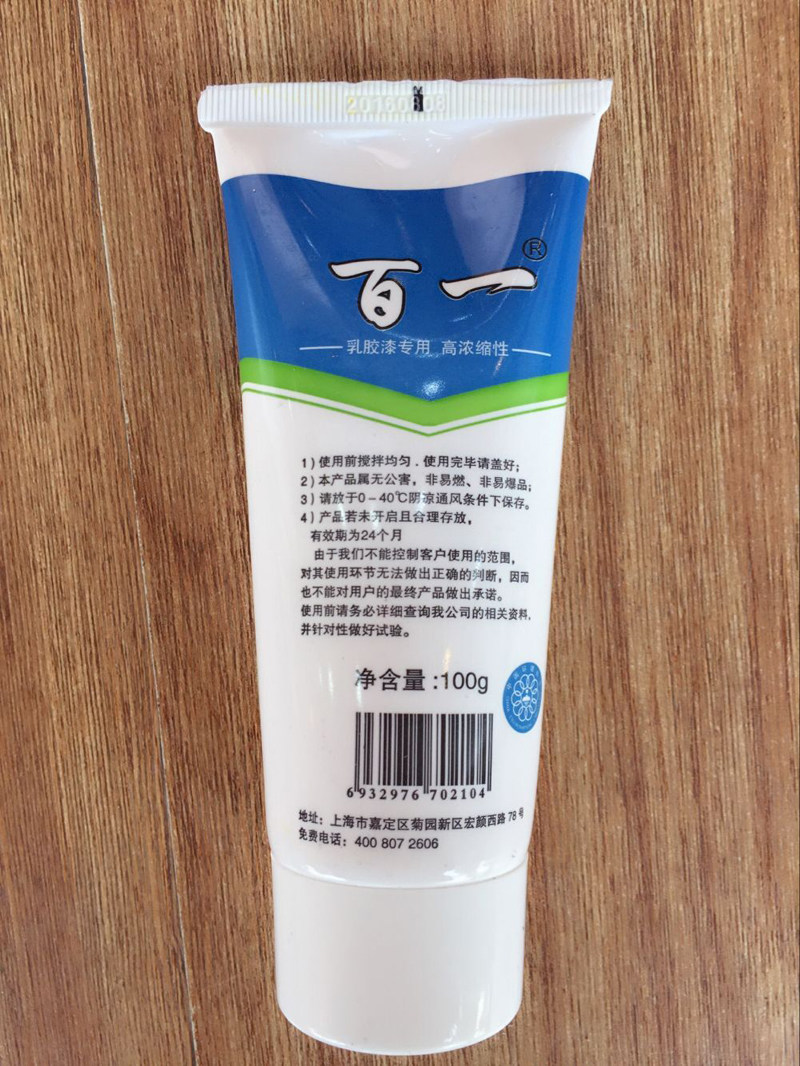 百一®
乳胶漆专用 高浓缩性
1）使用前搅拌均匀．使用完毕请盖好；
2）本产品属无公害，非易燃、非易爆品；
3）请放于0－40℃阴凉通风条件下保存。
4）产品若未开启且合理存放，
有效期为24个月
由于我们不能控制客户使用的范围，
对其使用环节无法做出正确的判断，因而
也不能对用户的最终产品做出承诺。
使用前请务必详细查询我公司的相关资料，
并针对性做好试验。
净含量:100g
6 932976 702104
地址：上海市嘉定区菊园新区宏颜西路78号
免费电话：400 807 2606